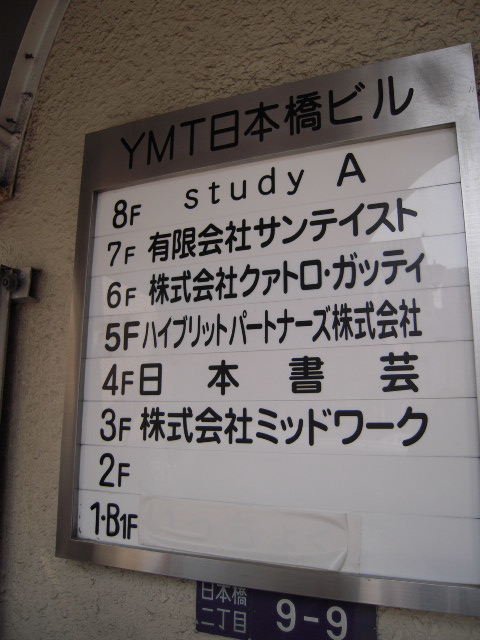 YMT日本橋ビル
8F study A
7F 有限会社サンテイスト
6F 株式会社クァトロ・ガッティ
5F ハイブリットパートナーズ株式会社
4F 日本書芸
3F 株式会社ミッドワーク
2F
1・B1F
日本橋
二丁目
9-9